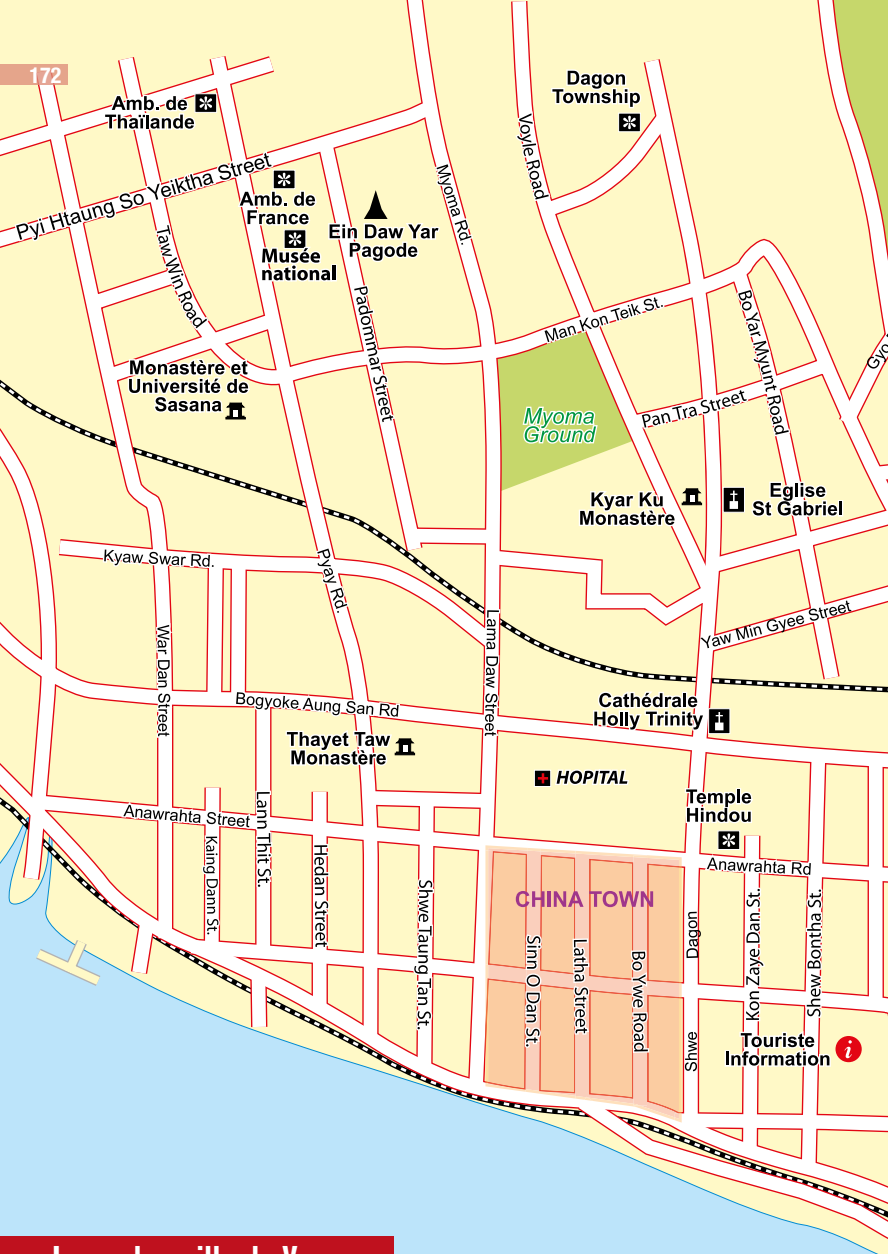 172
Amb. de
Thaïlande
Dagon
Township
Voyle Road
Pyi Htaung So Yeiktha Street
Amb. de
France
Musée
national
Ein Daw Yar
Pagode
Myoma Rd.
Taw Win Road
Padommar Street
Man Kon Teik St.
Bo Yar Myunt Road
Gyo
Monastère et
Université de
Sasana
Myoma
Ground
Pan Tra Street
Kyar Ku
Monastère
Eglise
St Gabriel
Kyaw Swar Rd.
Pyay Rd.
War Dan Street
Lama Daw Street
Yaw Min Gyee Street
Bogyoke Aung San Rd
Cathédrale
Holly Trinity
Thayet Taw
Monastère
HOPITAL
Temple
Hindou
Anawrahta Street
Kaing Dann St.
Lann Thit St.
Hedan Street
Shwe Taung Tan St.
Anawrahta Rd
CHINA TOWN
Sinn O Dan St.
Latha Street
Bo Ywe Road
Shwe Dagon
Kon Zaye Dan St.
Shew Bontha St.
Touriste
Information
i